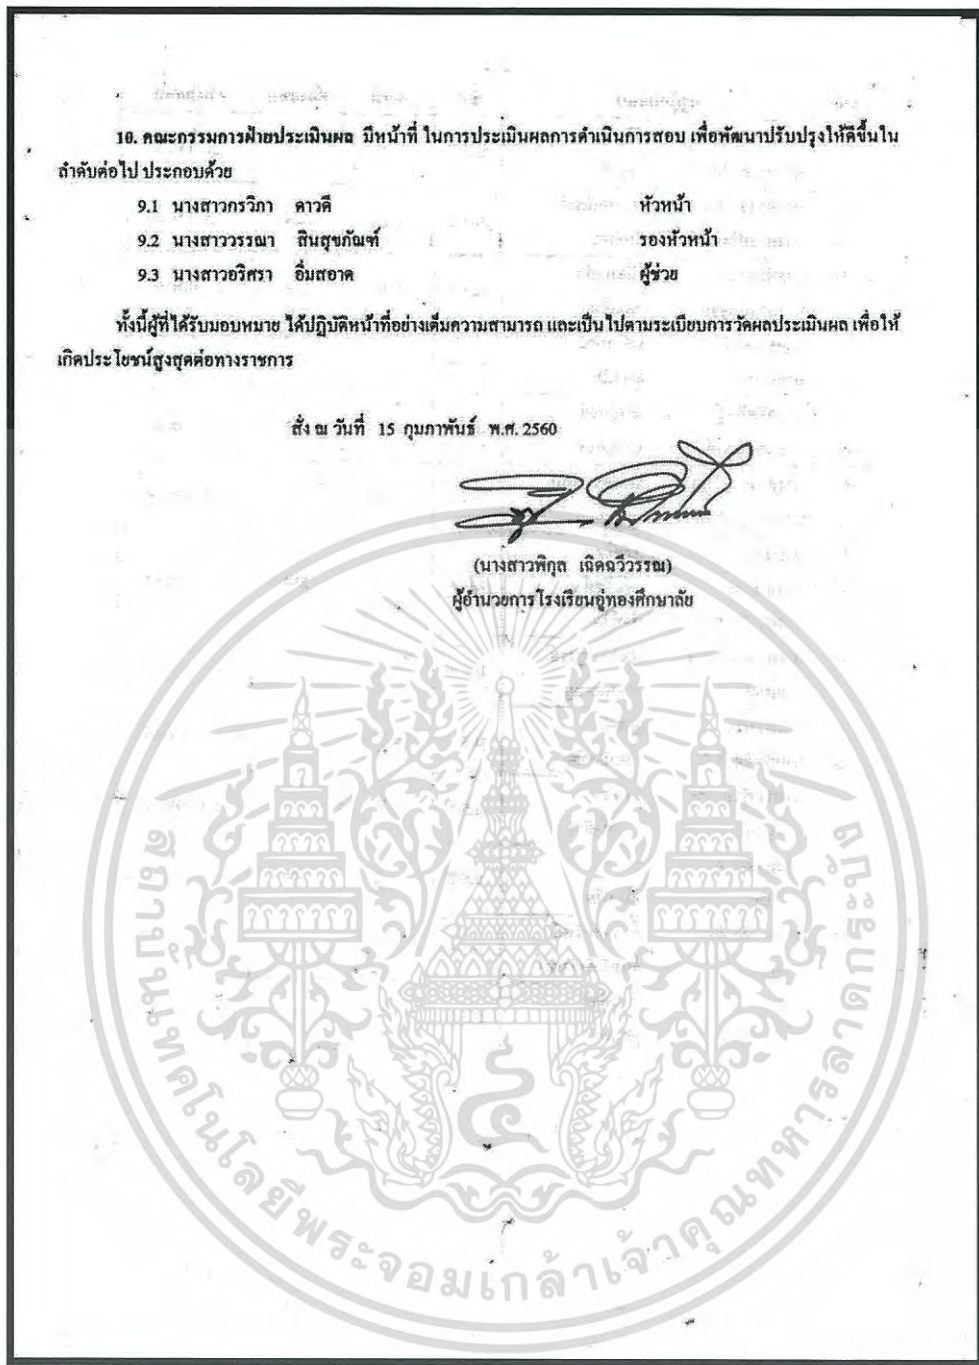 10. คณะกรรมการฝ่ายประเมินผล มีหน้าที่ ในการประเมินผลการดำเนินการสอบ เพื่อพัฒนาปรับปรุงให้ดีขึ้นใน
ลำดับต่อไป ประกอบด้วย
9.1 นางสาวกรวิภา ดาวดี หัวหน้า
9.2 นางสาววรรณา สินสุขภัณฑ์ รองหัวหน้า
9.3 นางสาวอริศรา อิ่มสอาด ผู้ช่วย
ทั้งนี้ผู้ที่ได้รับมอบหมาย ได้ปฏิบัติหน้าที่อย่างเต็มความสามารถ และเป็นไปตามระเบียบการวัดผลประเมินผล เพื่อให้
เกิดประโยชน์สูงสุดต่อทางราชการ
สั่ง ณ วันที่ 15 กุมภาพันธ์ พ.ศ. 2560
(นางสาวพิกุล เฉิดฉวีวรรณ)
ผู้อำนวยการโรงเรียนอู่ทองศึกษาลัย
สถาบันเทคโนโลยีพระจอมเกล้าเจ้าคุณทหารลาดกระบัง